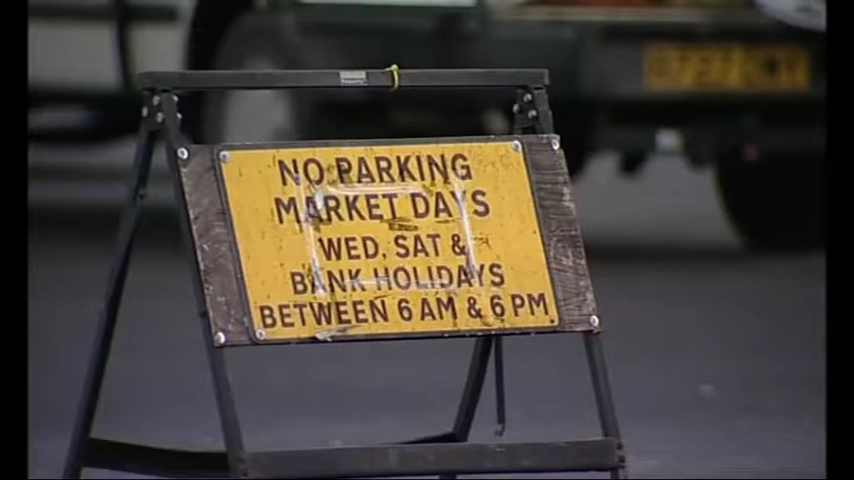 NO PARKING
MARKET DAYS
WED, SAT &
BANK HOLIDAYS
BETWEEN 6 AM & 6 PM